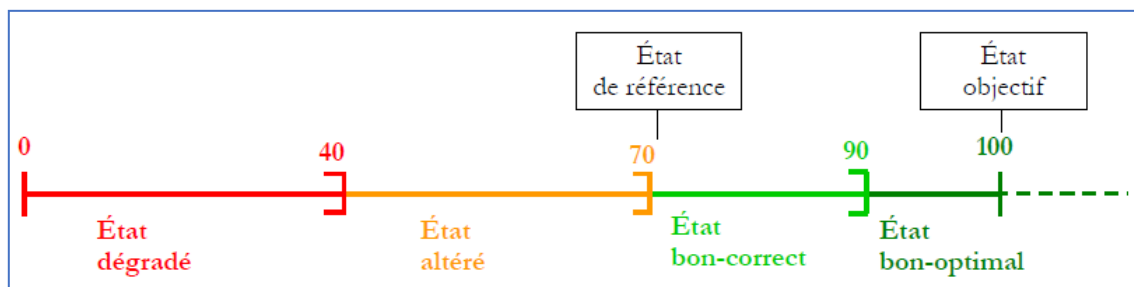 État
de référence
État
objectif
0
40
70
90
100
État
dégradé
État
altéré
État
bon-correct
État
bon-optimal